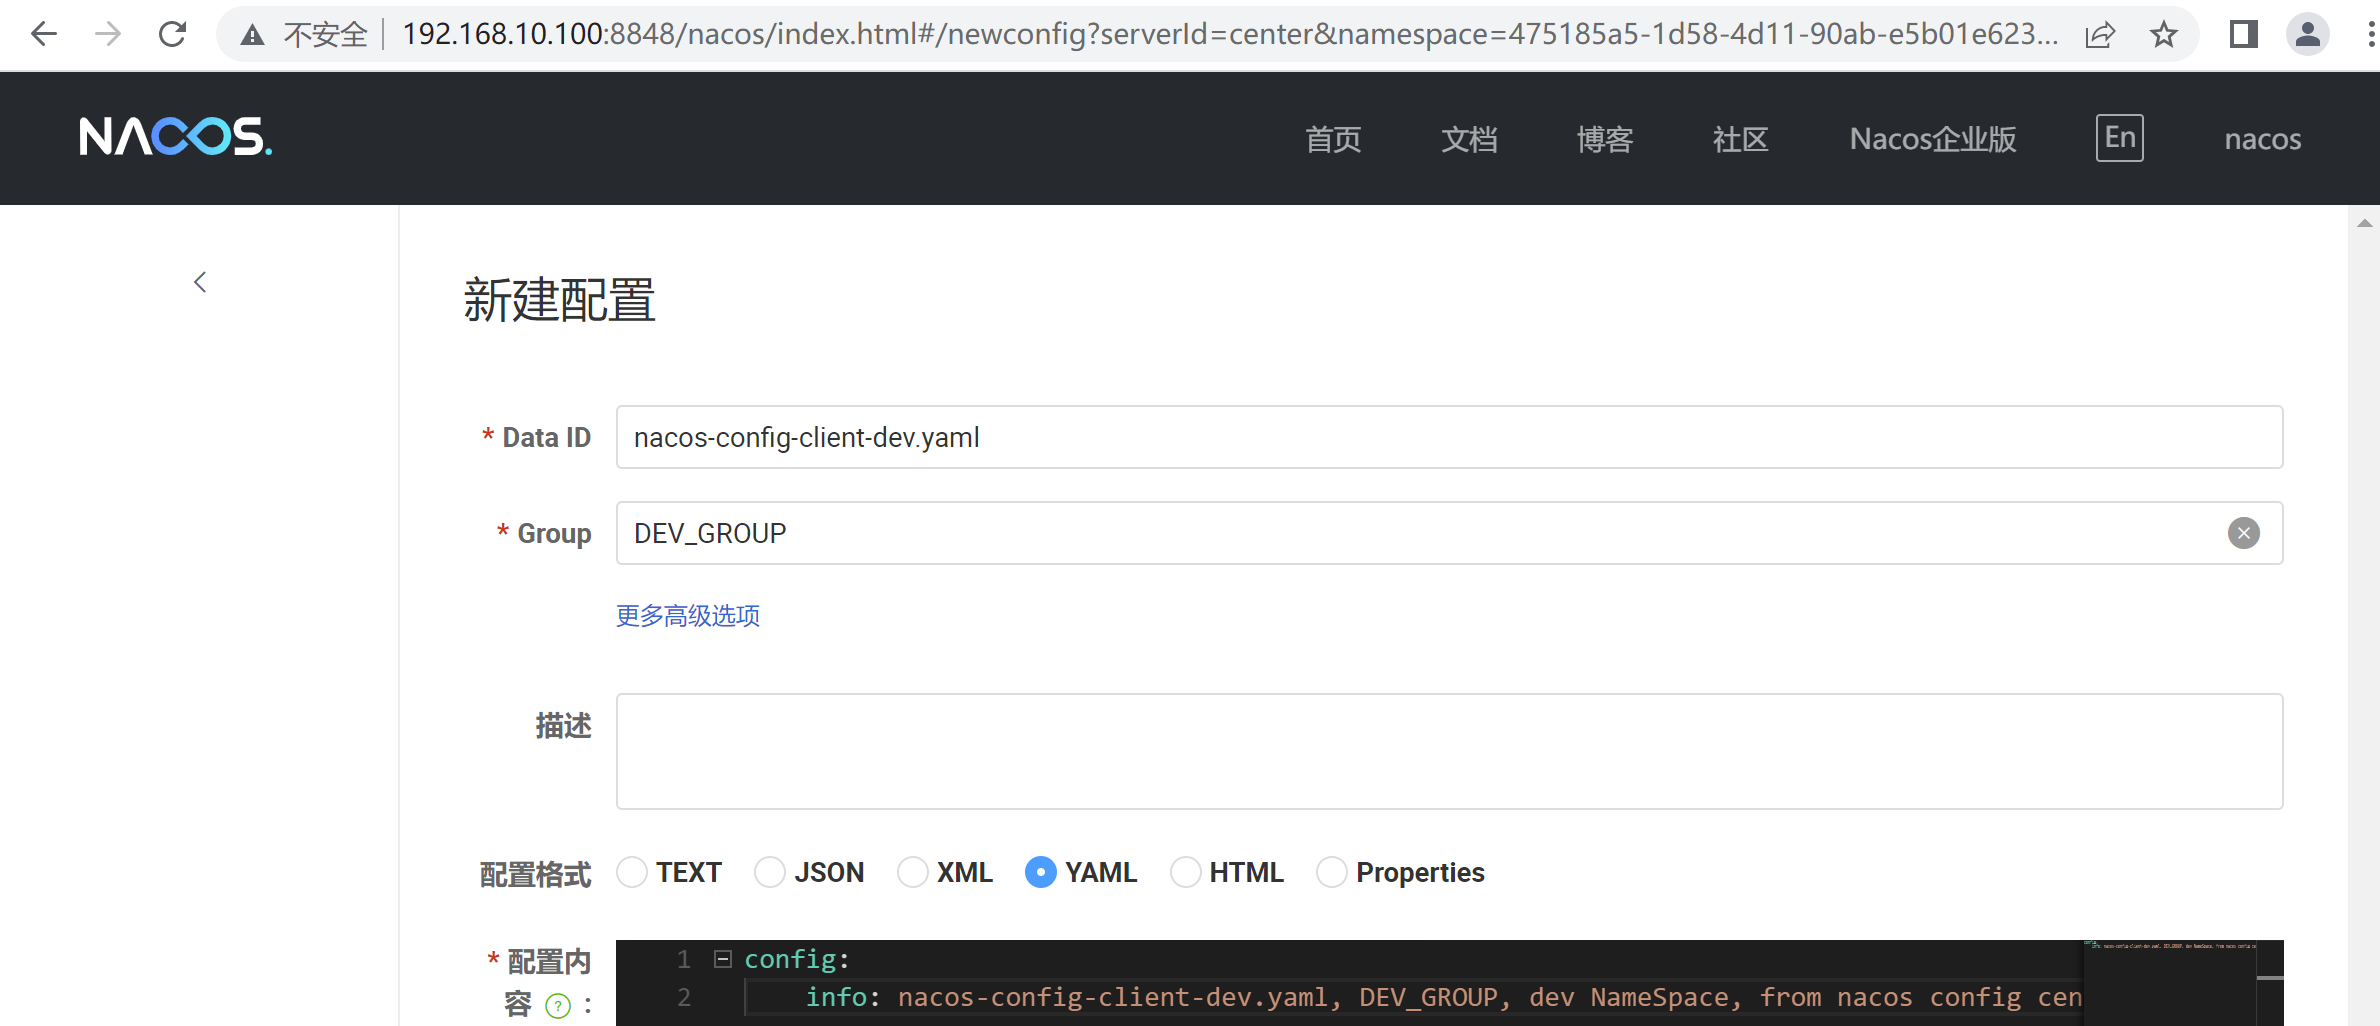 不安全 192.168.10.100:8848/nacos/index.html#/newconfig?serverId=center&namespace=475185a5-1d58-4d11-90ab-e5b01e623...
NACOS. 首页 文档 博客 社区 Nacos企业版 En nacos
新建配置
* Data ID nacos-config-client-dev.yaml
* Group DEV_GROUP
更多高级选项
描述
配置格式 TEXT JSON XML YAML HTML Properties
* 配置内容 ? :
1 config:
2 info: nacos-config-client-dev.yaml, DEV_GROUP, dev NameSpace, from nacos config cen